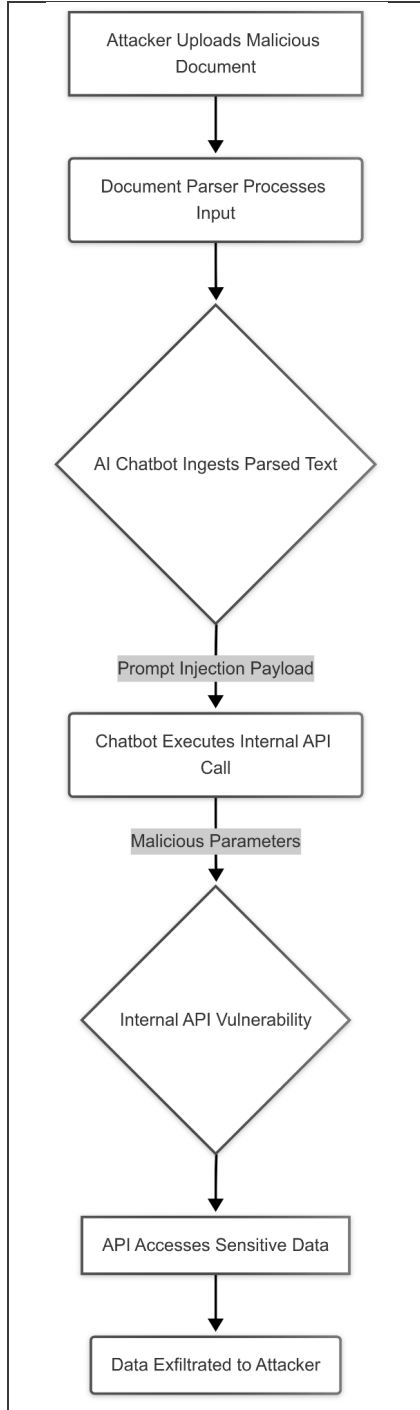 Attacker Uploads Malicious
Document
Document Parser Processes
Input
AI Chatbot Ingests Parsed Text
Prompt Injection Payload
Chatbot Executes Internal API
Call
Malicious Parameters
Internal API Vulnerability
API Accesses Sensitive Data
Data Exfiltrated to Attacker